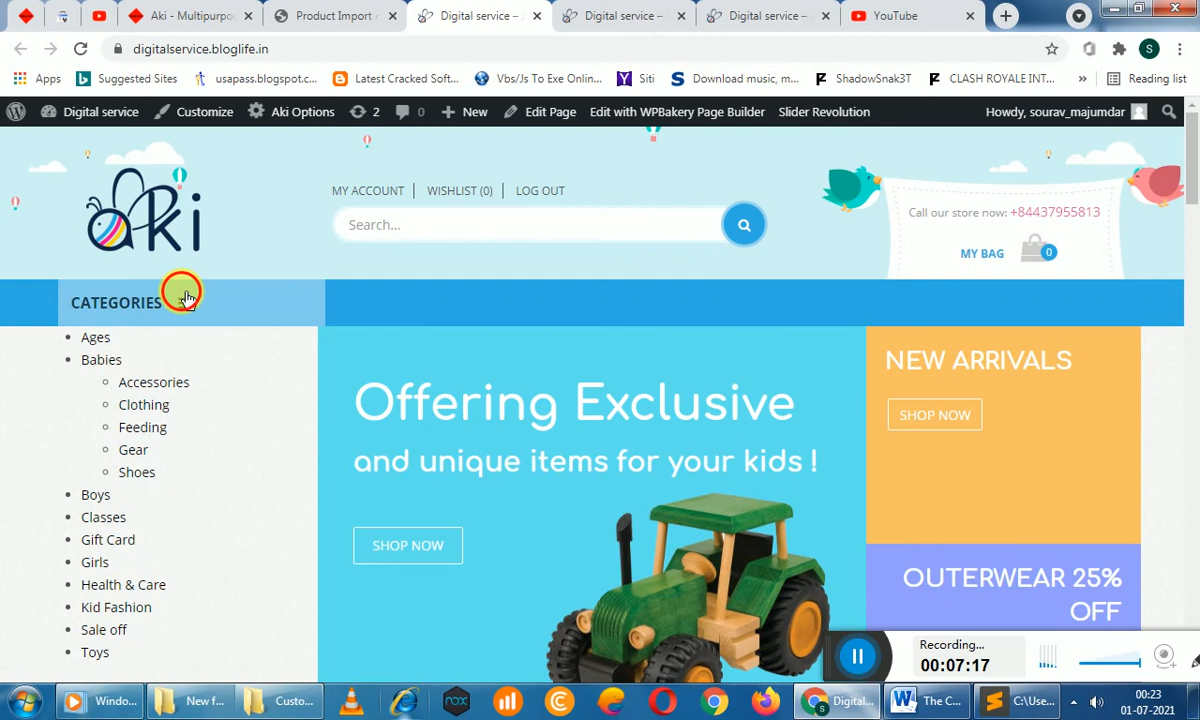 Aki - Multipurpo
Product Import
Digital service –
Digital service –
Digital service –
YouTube
digitalservice.bloglife.in
S
Apps
Suggested Sites
usapass.blogspot.c...
Latest Cracked Soft...
Vbs/Js To Exe Onlin...
Siti
Download music, m...
ShadowSnak3T
CLASH ROYALE INT...
»
Reading list
Digital service
Customize
Aki Options
2
0
New
Edit Page
Edit with WPBakery Page Builder
Slider Revolution
Howdy, sourav_majumdar
aki
MY ACCOUNT
WISHLIST (0)
LOG OUT
Search...
Call our store now: +84437955813
MY BAG
0
CATEGORIES
Ages
Babies
Accessories
Clothing
Feeding
Gear
Shoes
Boys
Classes
Gift Card
Girls
Health & Care
Kid Fashion
Sale off
Toys
Offering Exclusive
and unique items for your kids !
SHOP NOW
NEW ARRIVALS
SHOP NOW
OUTERWEAR 25%
OFF
Recording...
00:07:17
Windo...
New f...
Custo...
Digital...
The C...
C:\Use...
00:23
01-07-2021